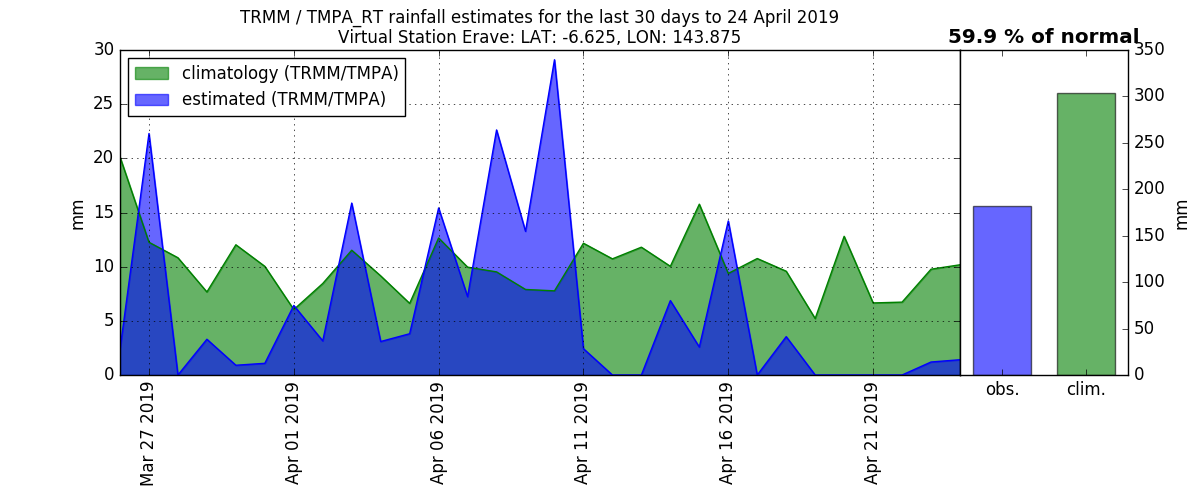 TRMM / TMPA_RT rainfall estimates for the last 30 days to 24 April 2019
Virtual Station Erave: LAT: -6.625, LON: 143.875
59.9 % of normal
climatology (TRMM/TMPA)
estimated (TRMM/TMPA)
mm
30
25
20
15
10
5
0
Mar 27 2019
Apr 01 2019
Apr 06 2019
Apr 11 2019
Apr 16 2019
Apr 21 2019
obs.
clim.
350
300
250
200
150
100
50
0
mm